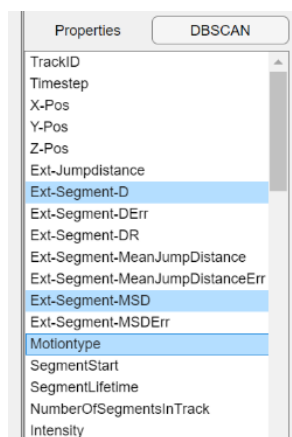 Properties DBSCAN
TrackID
Timestep
X-Pos
Y-Pos
Z-Pos
Ext-Jumpdistance
Ext-Segment-D
Ext-Segment-DErr
Ext-Segment-DR
Ext-Segment-MeanJumpDistance
Ext-Segment-MeanJumpDistanceErr
Ext-Segment-MSD
Ext-Segment-MSDErr
Motiontype
SegmentStart
SegmentLifetime
NumberOfSegmentsInTrack
Intensity